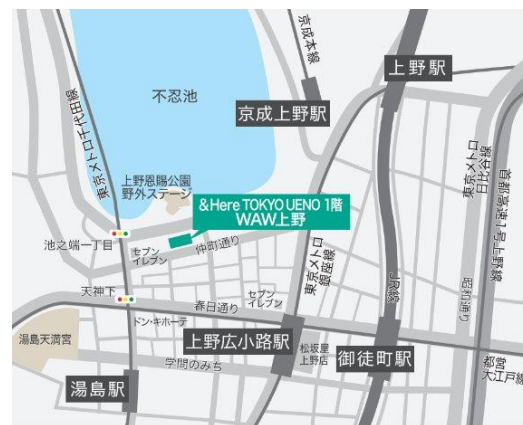 京成本線
上野駅
不忍池
京成上野駅
東京メトロ千代田線
東京メトロ
日比谷線
首都高速1号上野線
上野恩賜公園
野外ステージ
&Here TOKYO UENO 1階
WAW上野
池之端一丁目
セブン
イレブン
仲町通り
東京メトロ
銀座線
JR線
昭和通り
天神下
春日通り
セブン
イレブン
ドン・キホーテ
湯島天満宮
上野広小路駅
松坂屋
上野店
御徒町駅
学問のみち
湯島駅
都営
大江戸線